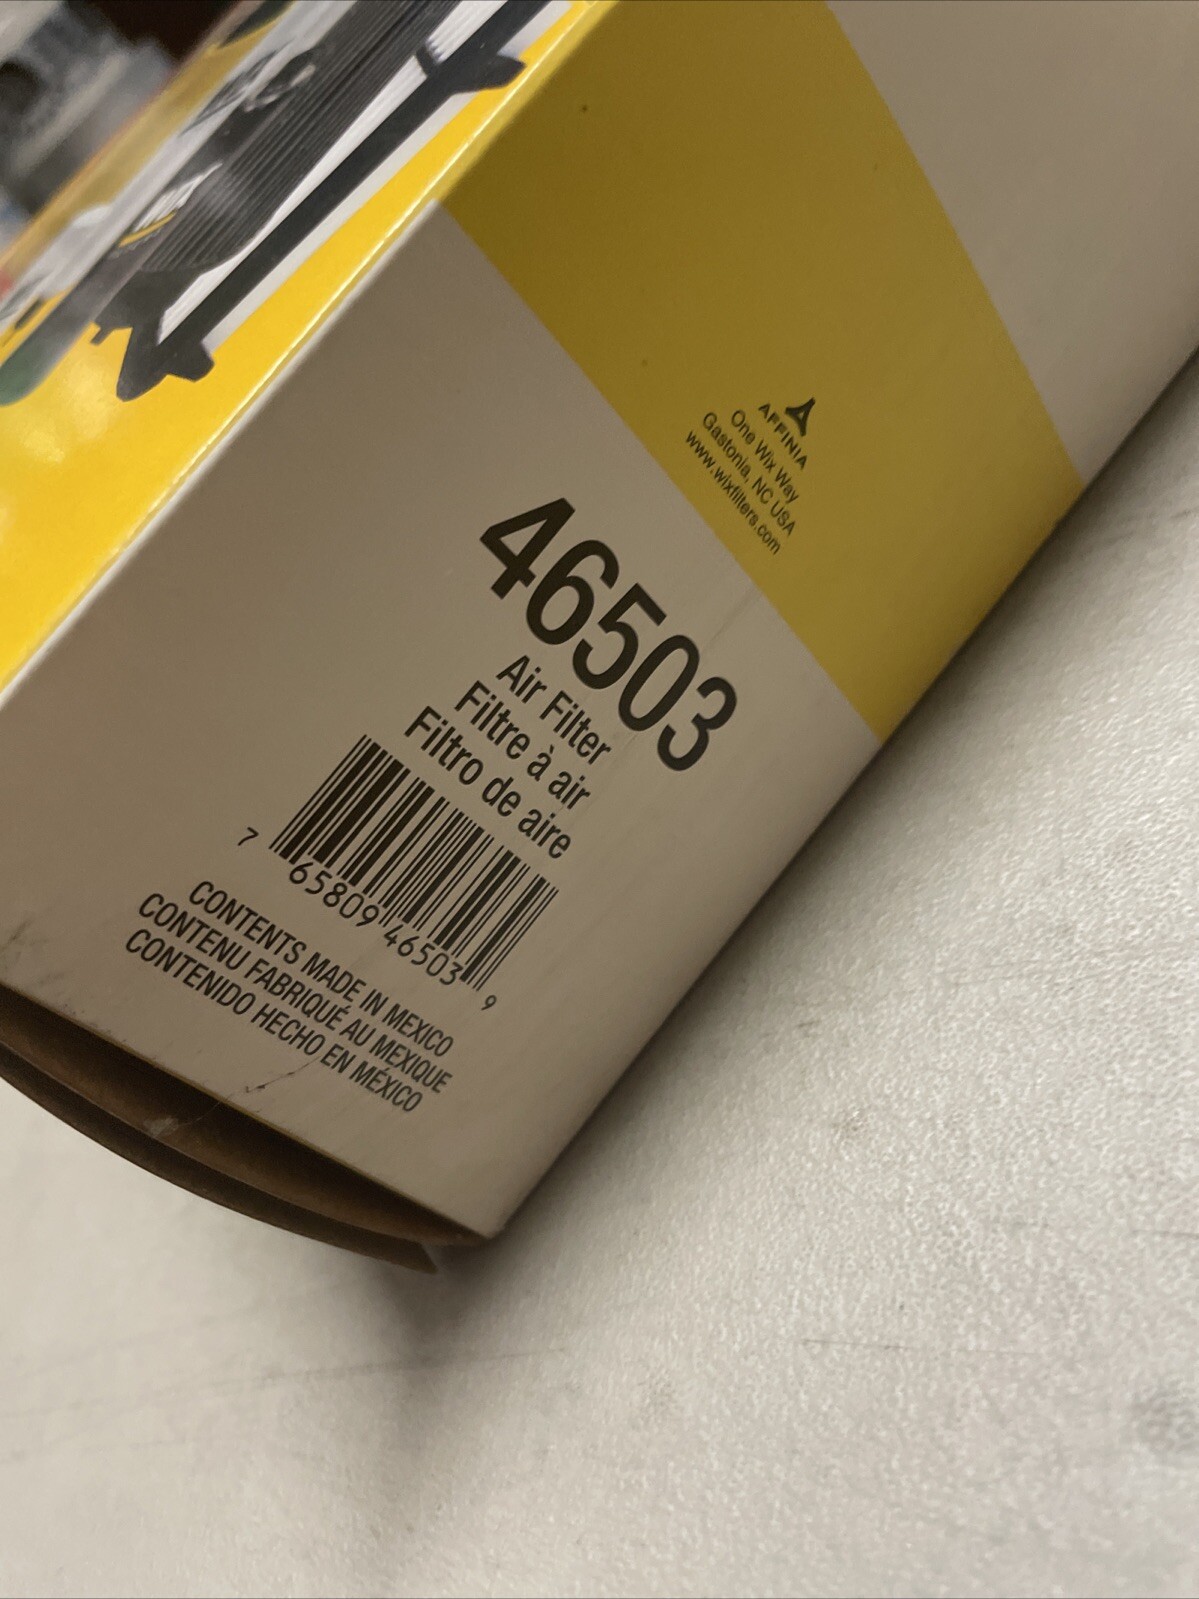 AFFINIA
One Wix Way
Gastonia, NC USA
www.wixfilters.com
46503
Air Filter
Filtre à air
Filtro de aire
7 65809 46503 9
CONTENTS MADE IN MEXICO
CONTENU FABRIQUÉ AU MEXIQUE
CONTENIDO HECHO EN MÉXICO